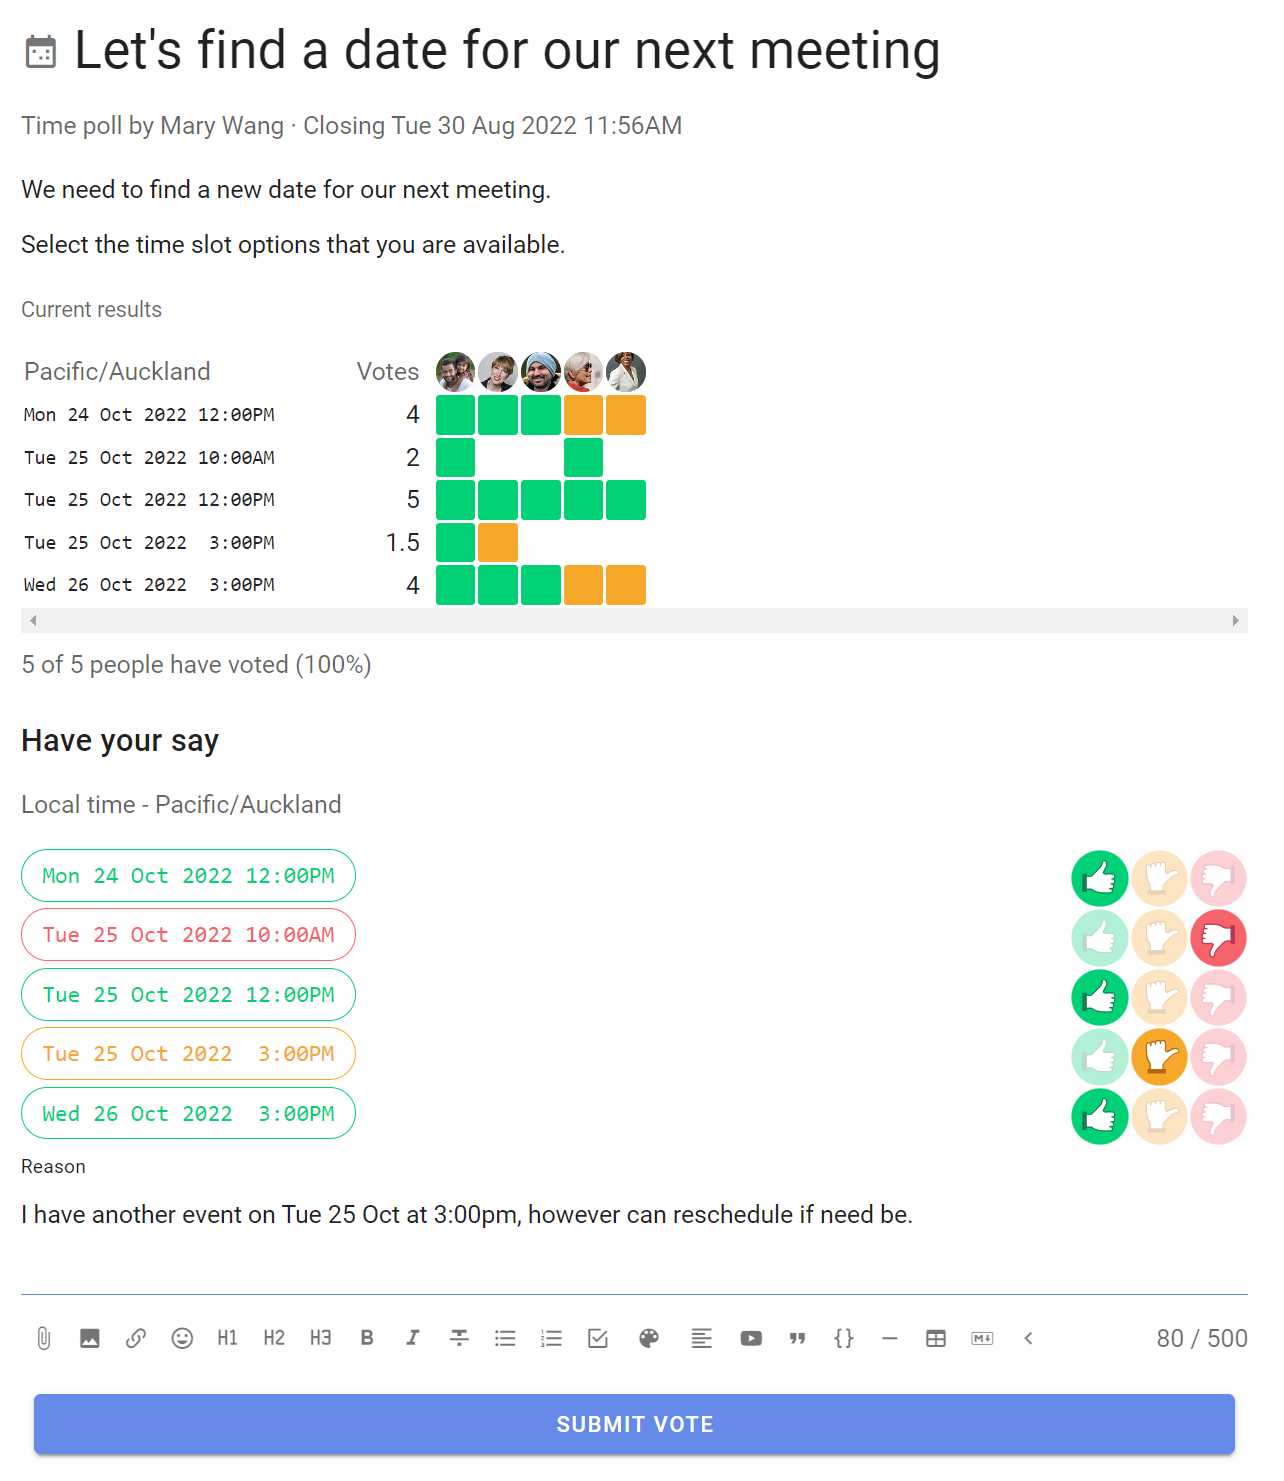 Let's find a date for our next meeting
Time poll by Mary Wang · Closing Tue 30 Aug 2022 11:56AM
We need to find a new date for our next meeting.
Select the time slot options that you are available.
Current results
Pacific/Auckland Votes
Mon 24 Oct 2022 12:00PM 4
Tue 25 Oct 2022 10:00AM 2
Tue 25 Oct 2022 12:00PM 5
Tue 25 Oct 2022 3:00PM 1.5
Wed 26 Oct 2022 3:00PM 4
5 of 5 people have voted (100%)
Have your say
Local time - Pacific/Auckland
Mon 24 Oct 2022 12:00PM
Tue 25 Oct 2022 10:00AM
Tue 25 Oct 2022 12:00PM
Tue 25 Oct 2022 3:00PM
Wed 26 Oct 2022 3:00PM
Reason
I have another event on Tue 25 Oct at 3:00pm, however can reschedule if need be.
H1 H2 H3 B I 80 / 500
SUBMIT VOTE